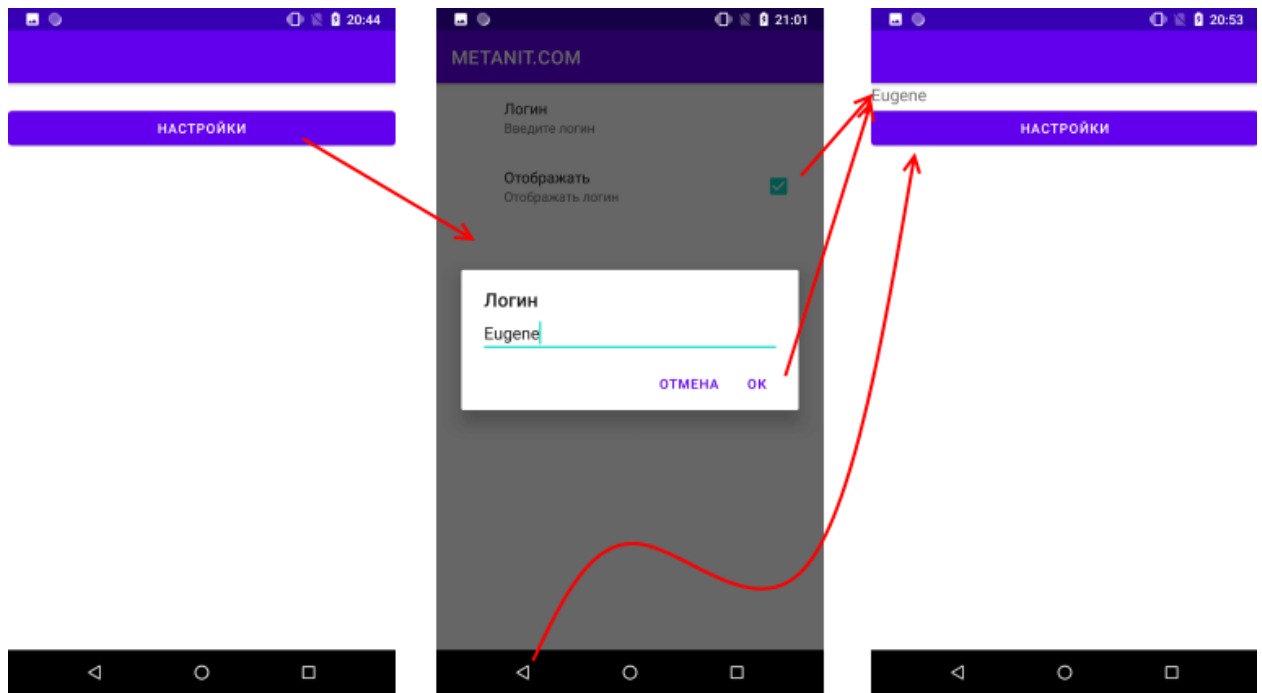 20:44
НАСТРОЙКИ
21:01
METANIT.COM
Логин
Введите логин
Отображать
Отображать логин
Логин
Eugene
ОТМЕНА ОК
20:53
Eugene
НАСТРОЙКИ